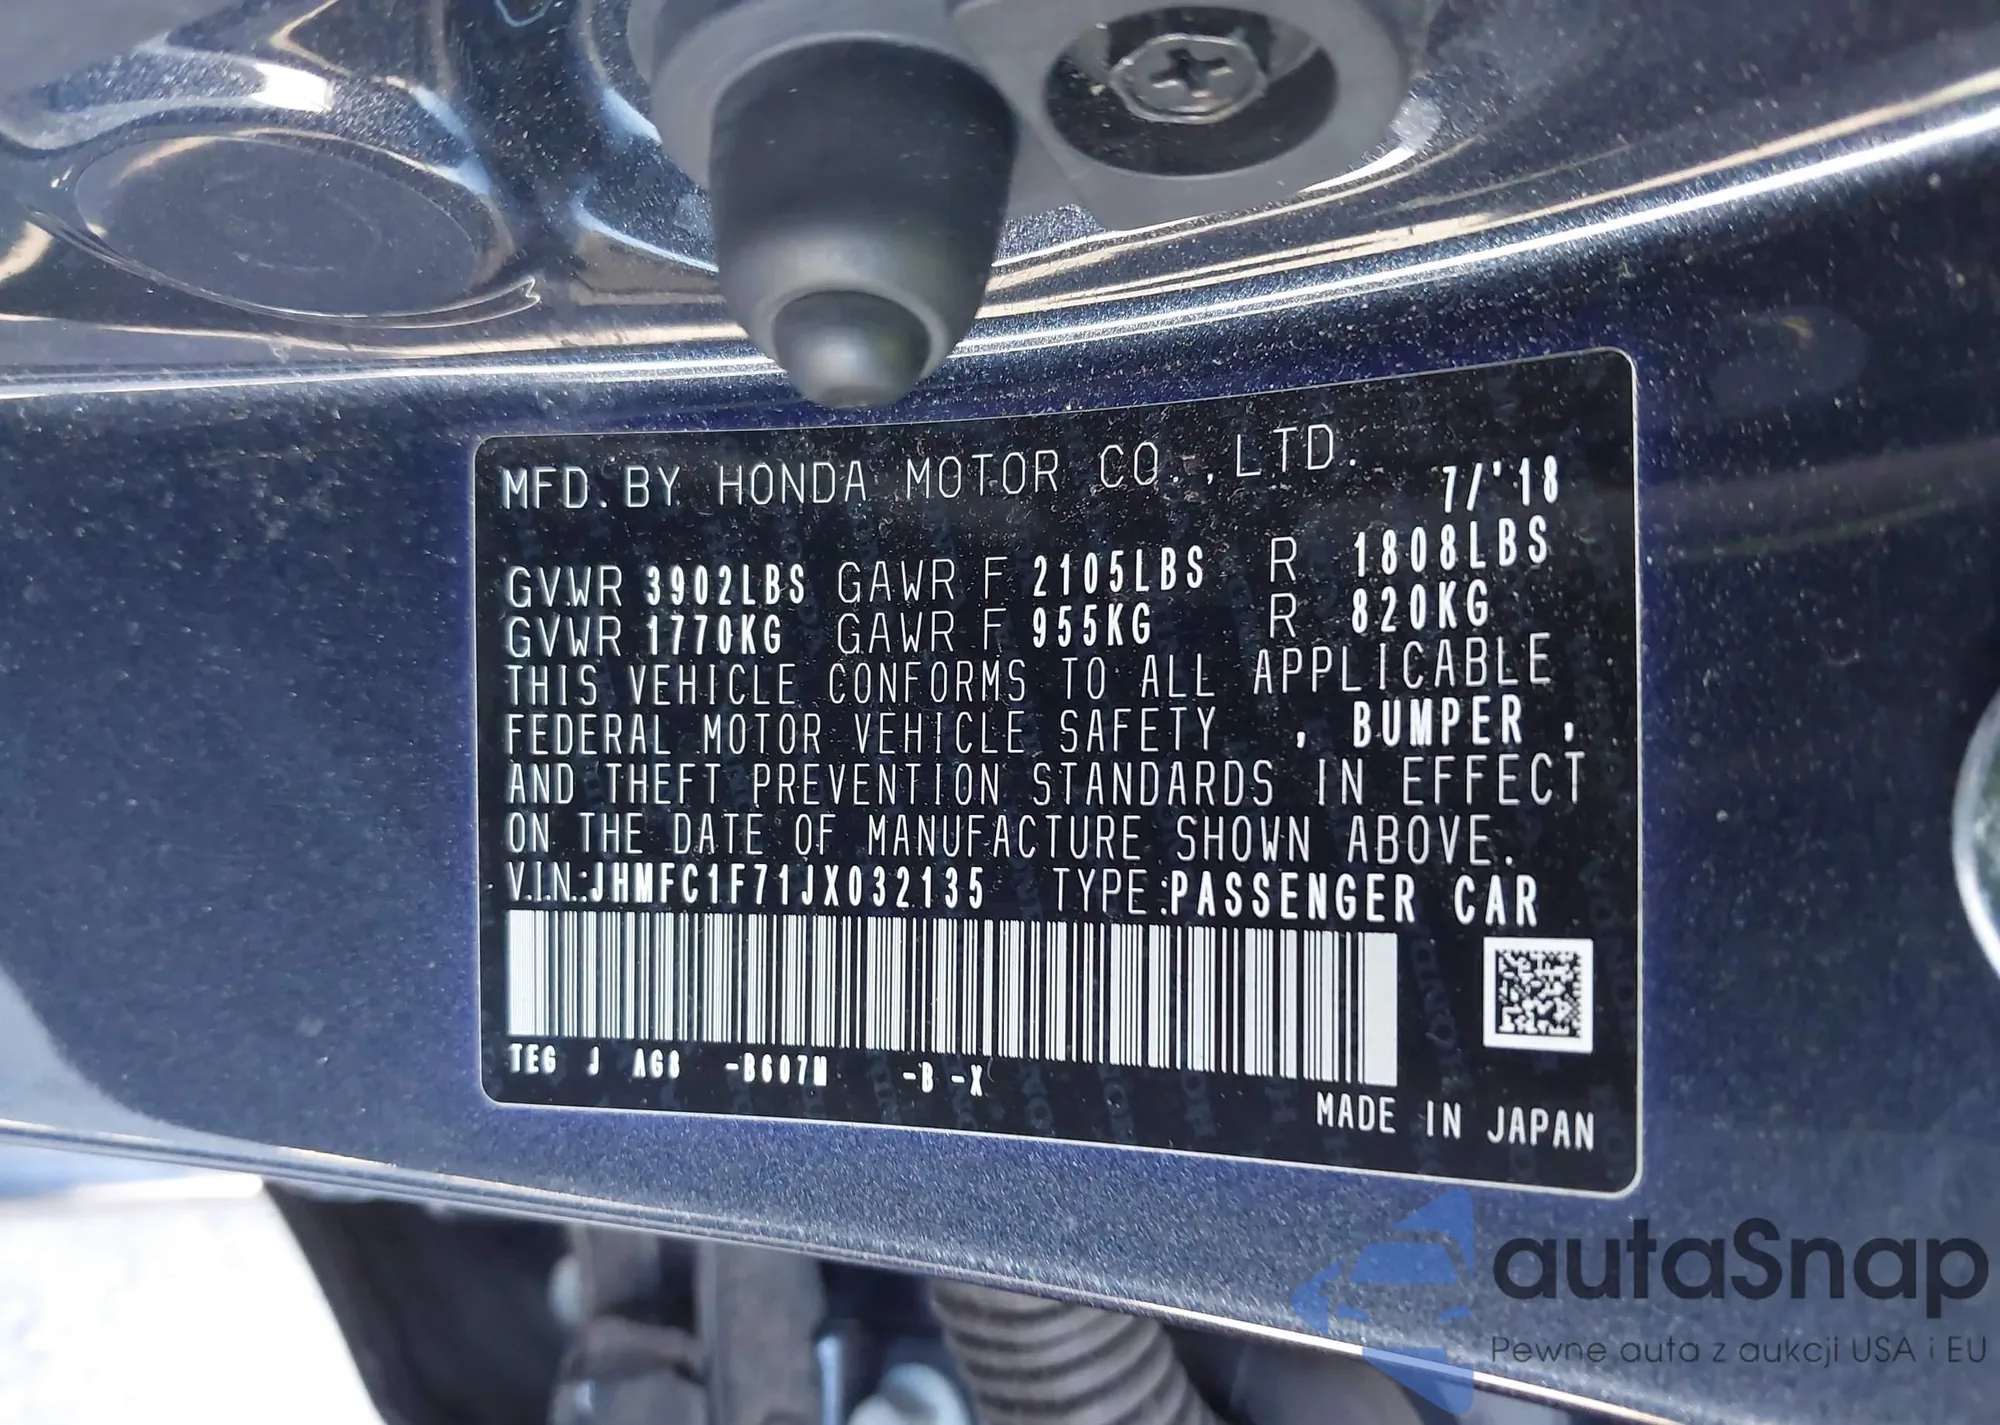 MFD. BY HONDA MOTOR CO.,LTD. 7/'18
GVWR 3902LBS GAWR F 2105LBS R 1808LBS
GVWR 1770KG GAWR F 955KG R 820KG
THIS VEHICLE CONFORMS TO ALL APPLICABLE
FEDERAL MOTOR VEHICLE SAFETY , BUMPER ,
AND THEFT PREVENTION STANDARDS IN EFFECT
ON THE DATE OF MANUFACTURE SHOWN ABOVE.
V.I.N.:JHMFC1F71JX032135 TYPE:PASSENGER CAR
TEG J AG8 -B607M -B -X
MADE IN JAPAN
autaSnap
Pewne auta z aukcji USA i EU